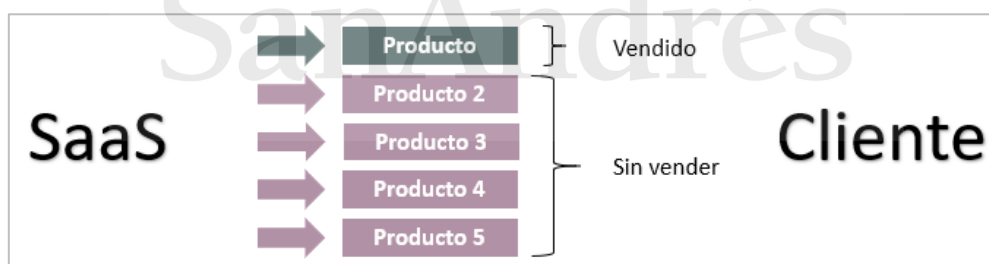 SanAndrés
Producto
Vendido
Producto 2
SaaS
Producto 3
Sin vender
Cliente
Producto 4
Producto 5